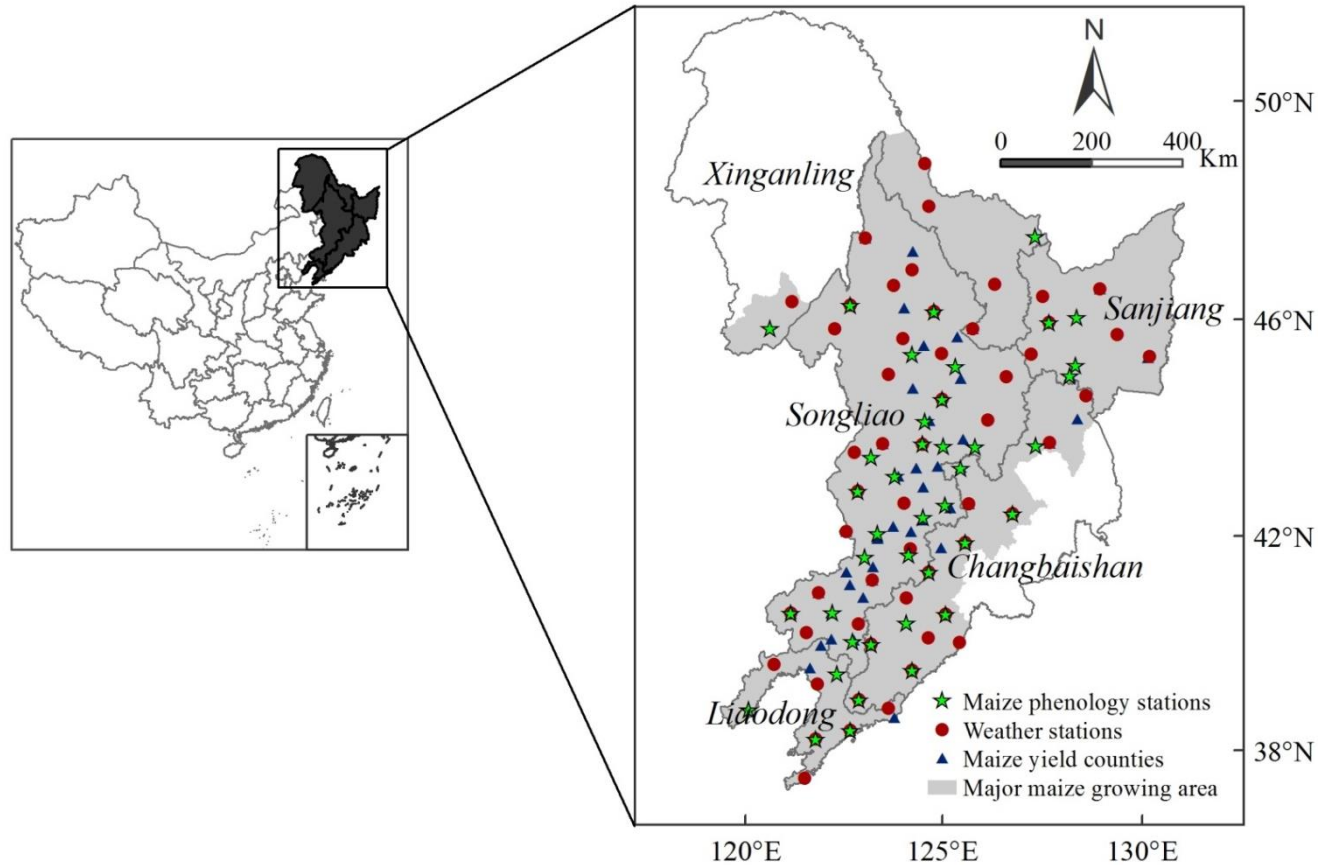 N
50°N
0 200 400
Km
Xinganling
Sanjiang
46°N
Songliao
42°N
Changbaishan
Liaodong
Maize phenology stations
Weather stations
Maize yield counties
Major maize growing area
38°N
120°E 125°E 130°E